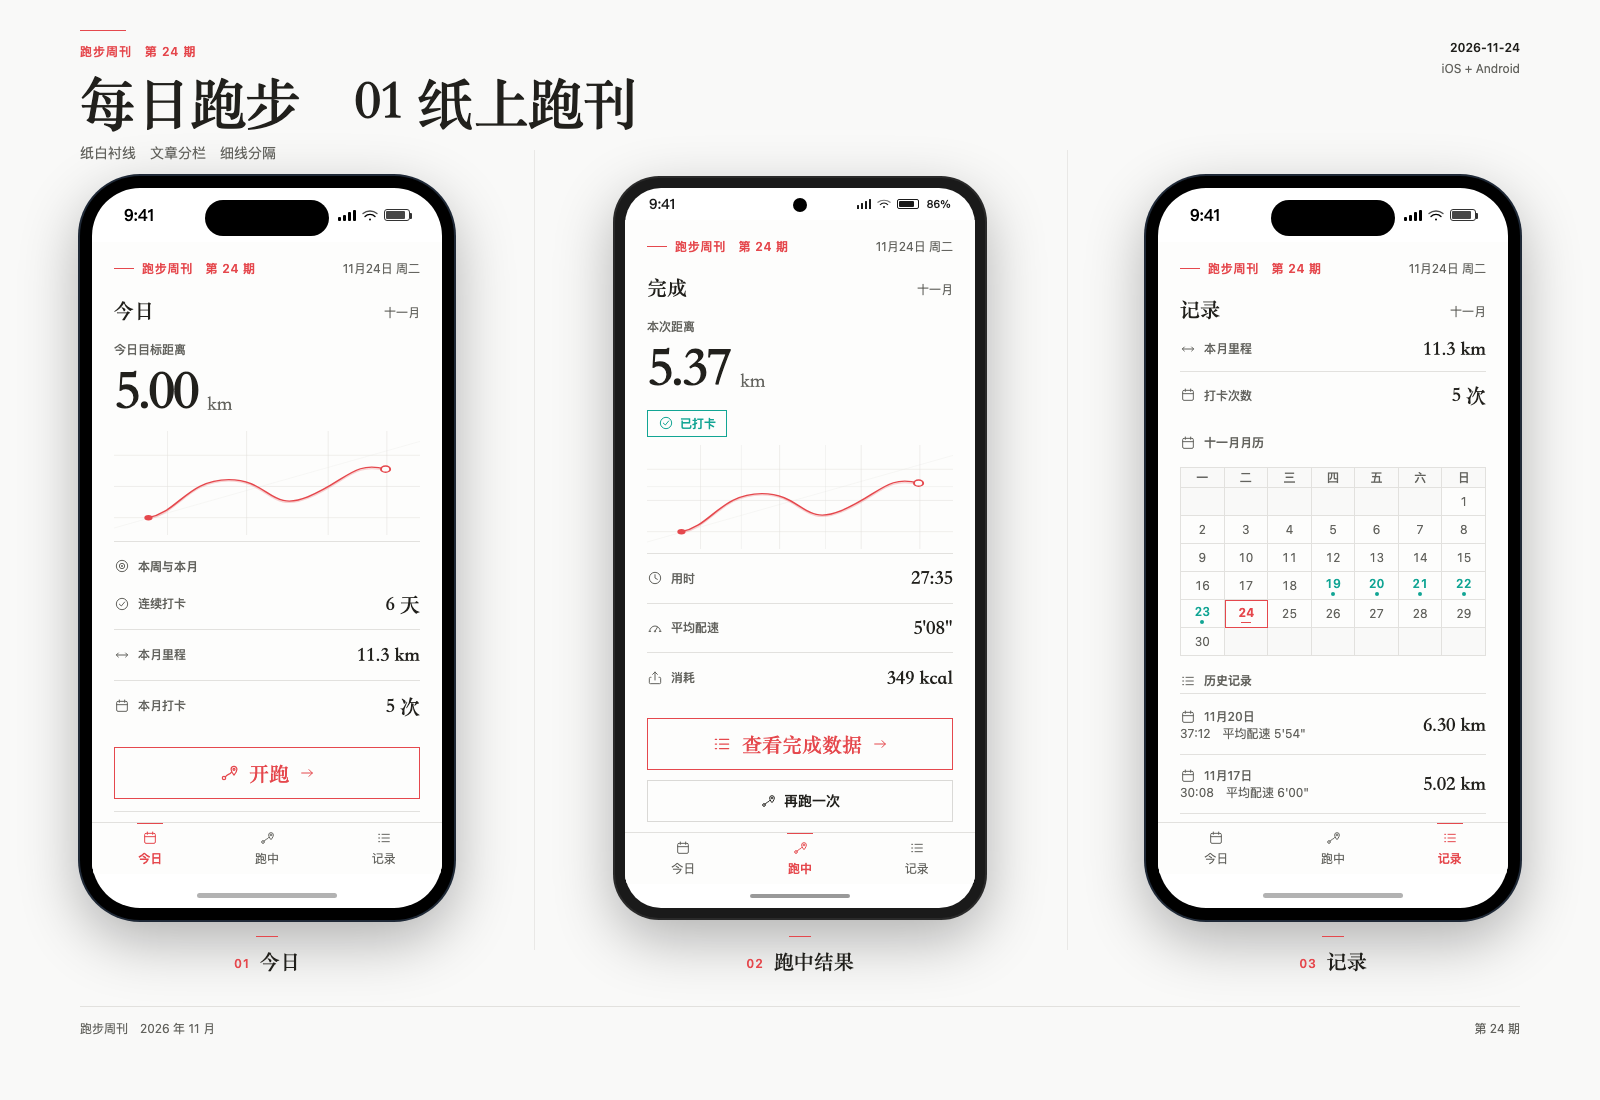 跑步周刊 第 24 期
每日跑步 01 纸上跑刊
纸白衬线 文章分栏 细线分隔
2026-11-24
iOS + Android
9:41
跑步周刊 第 24 期 11月24日 周二
今日 十一月
今日目标距离
5.00 km
本周与本月
连续打卡 6 天
本月里程 11.3 km
本月打卡 5 次
开跑 →
今日 跑中 记录
01 今日
9:41 86%
跑步周刊 第 24 期 11月24日 周二
完成 十一月
本次距离
5.37 km
已打卡
用时 27:35
平均配速 5'08"
消耗 349 kcal
查看完成数据 →
再跑一次
今日 跑中 记录
02 跑中结果
9:41
跑步周刊 第 24 期 11月24日 周二
记录 十一月
本月里程 11.3 km
打卡次数 5 次
十一月月历
一 二 三 四 五 六 日
1
2 3 4 5 6 7 8
9 10 11 12 13 14 15
16 17 18 19 20 21 22
23 24 25 26 27 28 29
30
历史记录
11月20日 6.30 km
37:12 平均配速 5'54"
11月17日 5.02 km
30:08 平均配速 6'00"
今日 跑中 记录
03 记录
跑步周刊 2026 年 11 月
第 24 期